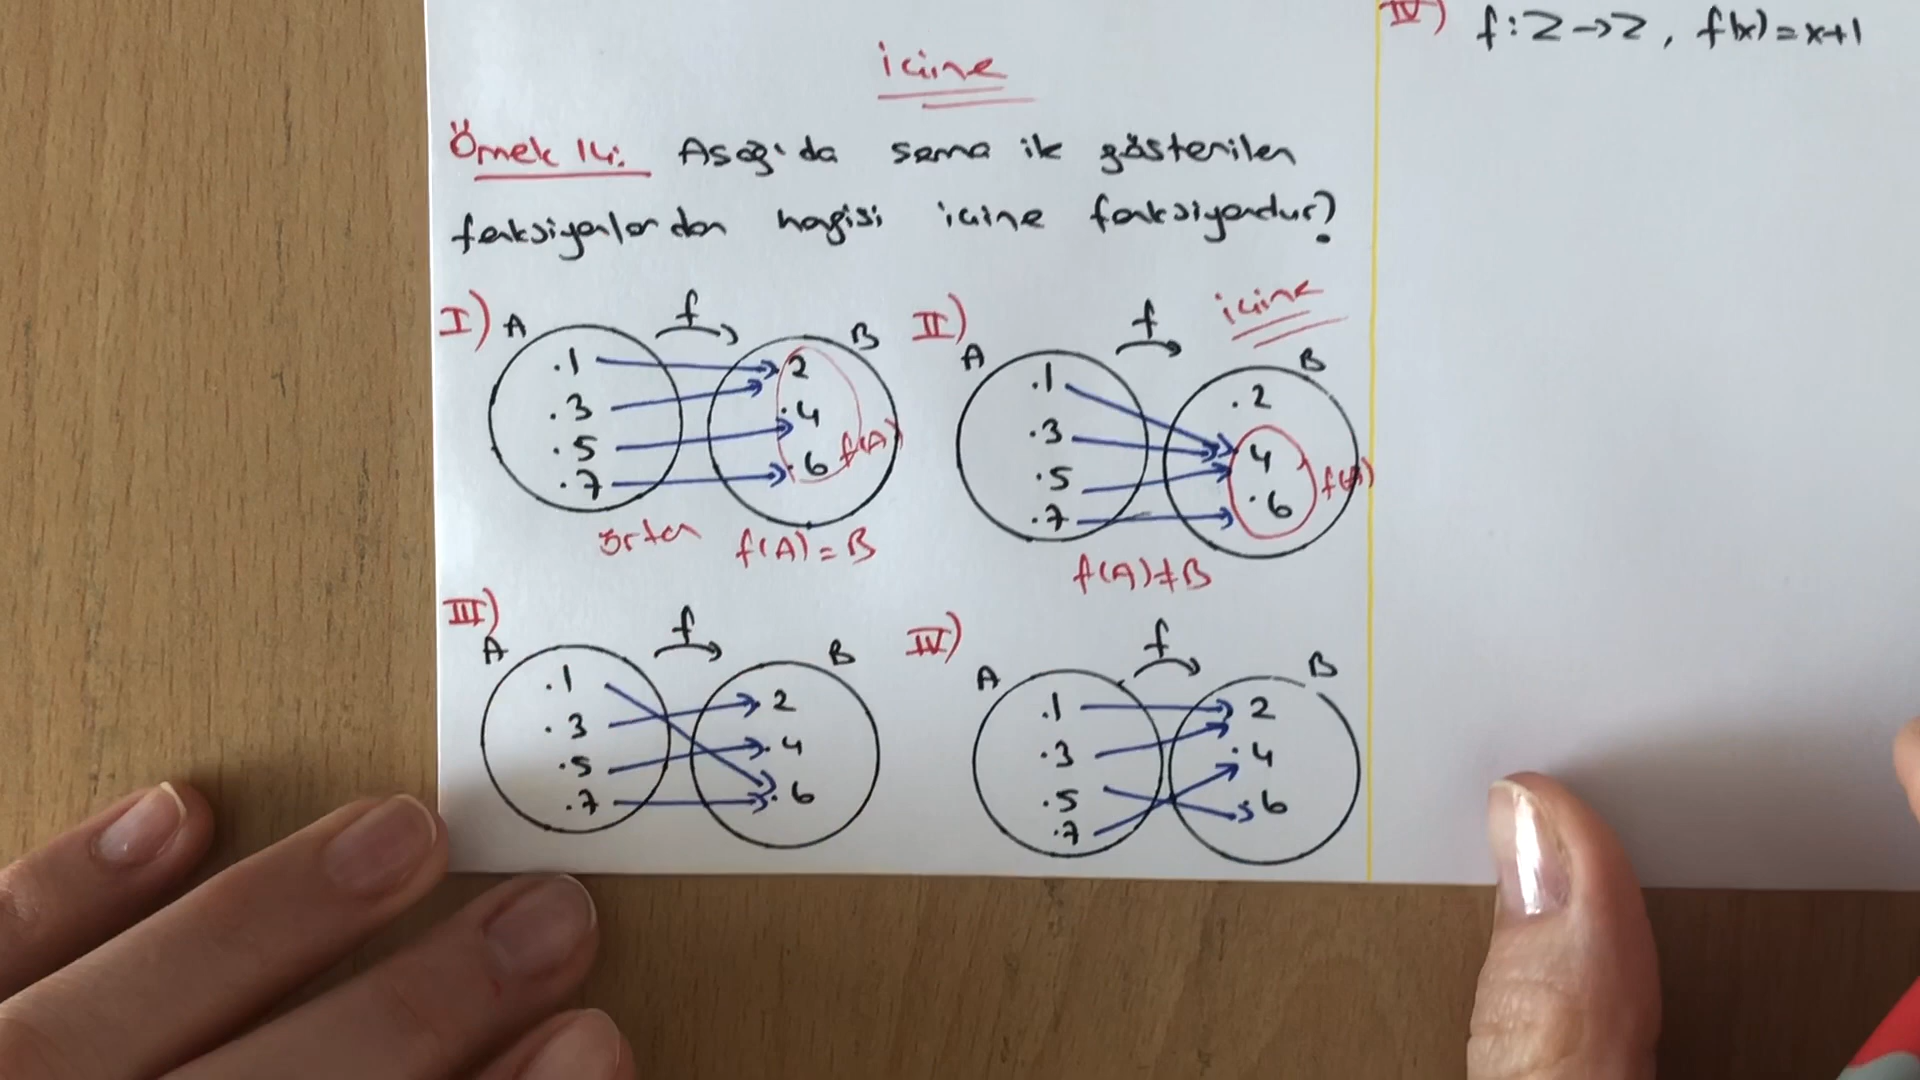 içine
Örnek 14: Aşağıda şema ile gösterilen
fonksiyonlardan hangisi içine fonksiyondur?
I) A f B
.1 2
.3 .4
.5 .6
.7
f(A)
örten f(A) = B
II) A f B
içine
.1 .2
.3 4
.5 .6
.7
f(A)
f(A) ≠ B
III) A f B
.1 2
.3 .4
.5 .6
.7
IV) A f B
.1 2
.3 .4
.5 6
.7
IV) f : Z → Z , f(x) = x+1